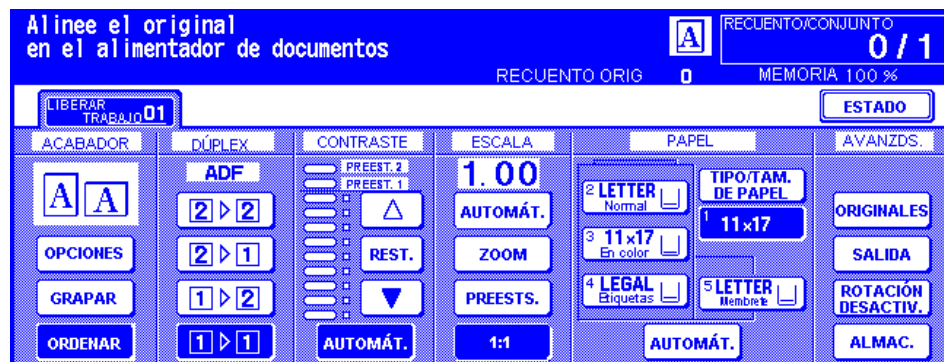 Alinee el original
en el alimentador de documentos
A
RECUENTO/CONJUNTO
0 / 1
RECUENTO ORIG 0 MEMORIA 100 %
LIBERAR
TRABAJO 01
ESTADO
ACABADOR DÚPLEX CONTRASTE ESCALA PAPEL AVANZDS.
A A
OPCIONES
GRAPAR
ORDENAR
ADF
2 ▷ 2
2 ▷ 1
1 ▷ 2
1 ▷ 1
PREEST. 2
PREEST. 1
△
REST.
▼
AUTOMÁT.
1.00
AUTOMÁT.
ZOOM
PREESTS.
1:1
2 LETTER
Normal
3 11x17
En color
4 LEGAL
Etiquetas
TIPO/TAM.
DE PAPEL
1 11x17
5 LETTER
Membrete
AUTOMÁT.
ORIGINALES
SALIDA
ROTACIÓN
DESACTIV.
ALMAC.